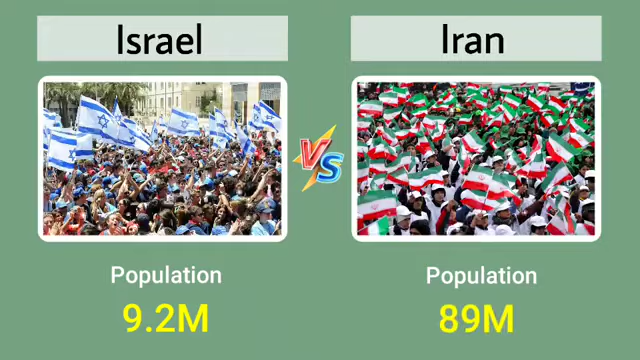 Israel
Iran
VS
Population
Population
9.2M
89M